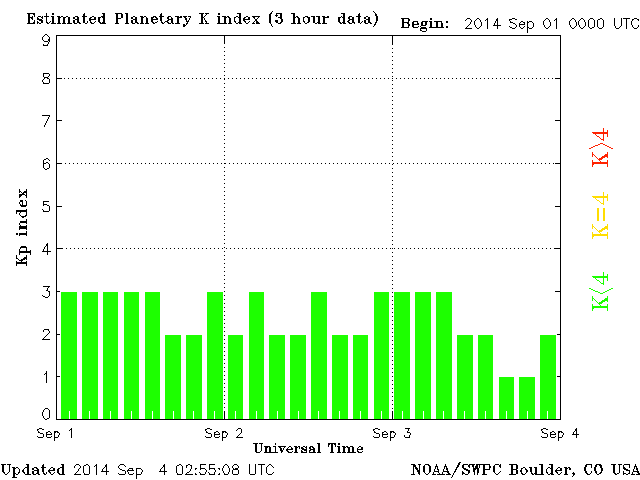 Estimated Planetary K index (3 hour data) Begin: 2014 Sep 01 0000 UTC
9
8
7
6
5
4
3
2
1
0
Kp index
K>4
K=4
K<4
Sep 1 Sep 2 Sep 3 Sep 4
Universal Time
Updated 2014 Sep 4 02:55:08 UTC NOAA/SWPC Boulder, CO USA